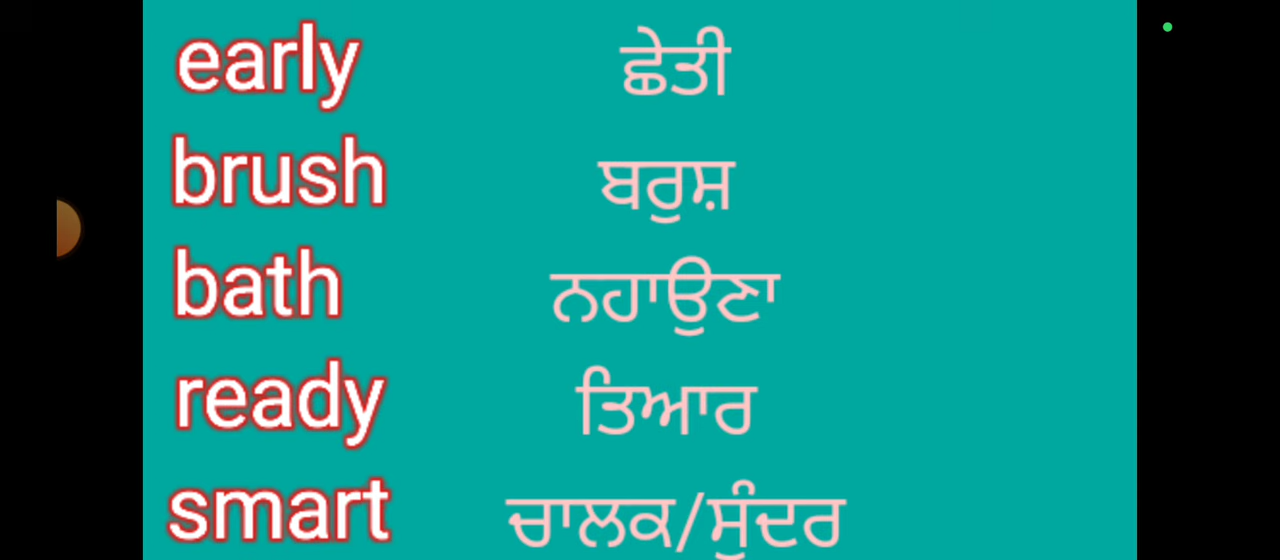 early ਛੇਤੀ
brush ਬਰੁਸ਼
bath ਨਹਾਉਣਾ
ready ਤਿਆਰ
smart ਚਾਲਕ/ਸੁੰਦਰ